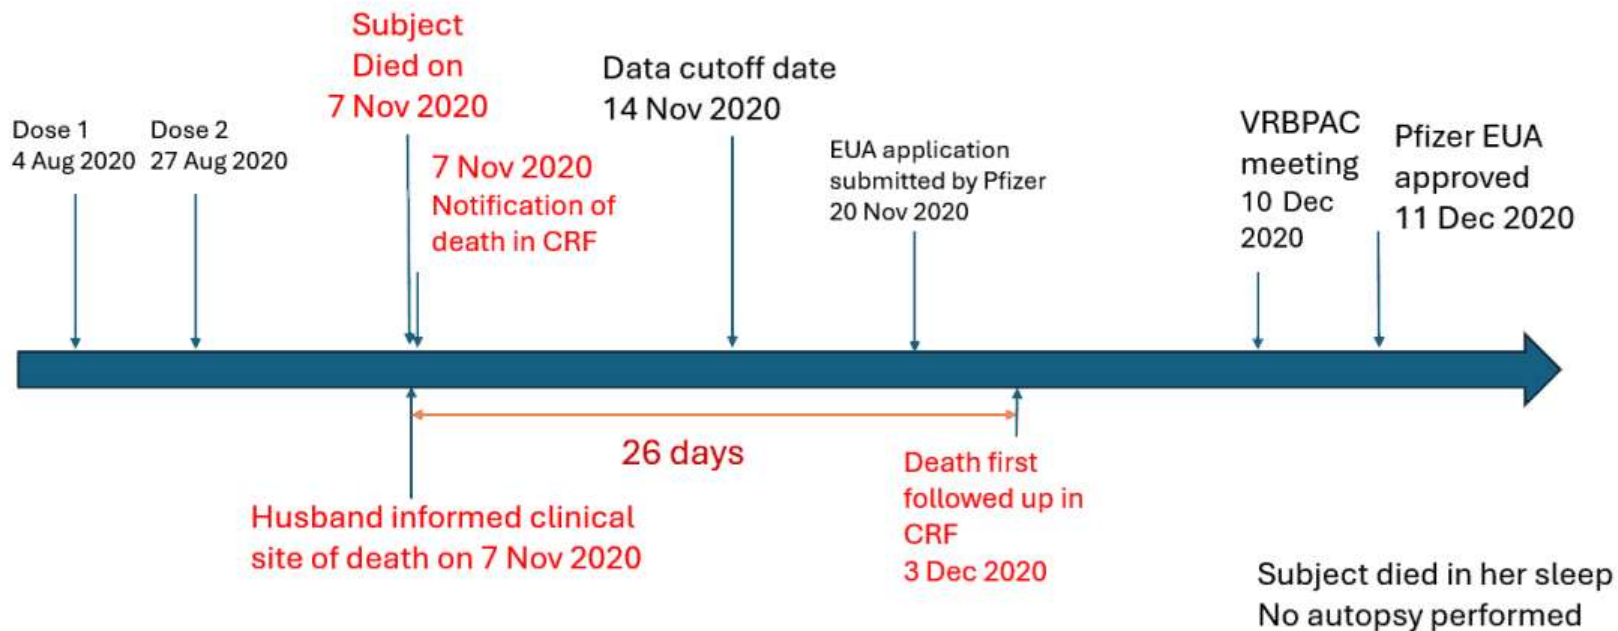 Subject
Died on
7 Nov 2020
Data cutoff date
14 Nov 2020
Dose 1
4 Aug 2020
Dose 2
27 Aug 2020
7 Nov 2020
Notification of
death in CRF
EUA application
submitted by Pfizer
20 Nov 2020
VRBPAC
meeting
10 Dec
2020
Pfizer EUA
approved
11 Dec 2020
26 days
Husband informed clinical
site of death on 7 Nov 2020
Death first
followed up in
CRF
3 Dec 2020
Subject died in her sleep
No autopsy performed